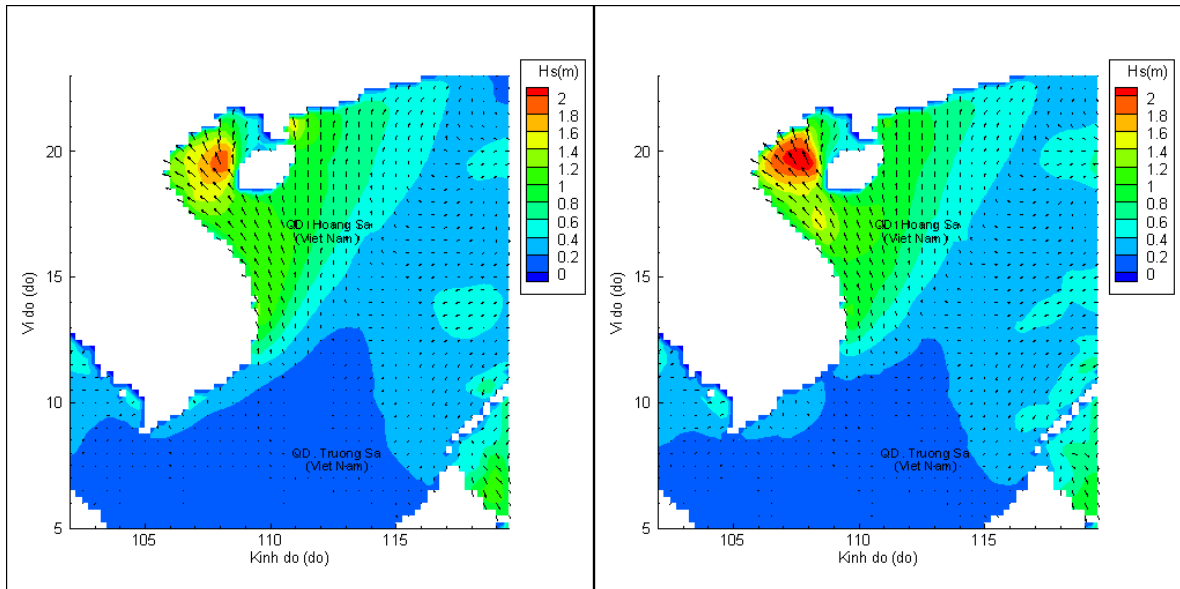 Hs(m)
2
1.8
1.6
1.4
1.2
1
0.8
0.6
0.4
0.2
0
20
15
10
5
105
110
115
Vi do (do)
Kinh do (do)
QD. Hoang Sa
(Viet Nam)
QD. Truong Sa
(Viet Nam)
Hs(m)
2
1.8
1.6
1.4
1.2
1
0.8
0.6
0.4
0.2
0
20
15
10
5
105
110
115
Vi do (do)
Kinh do (do)
QD. Hoang Sa
(Viet Nam)
QD. Truong Sa
(Viet Nam)